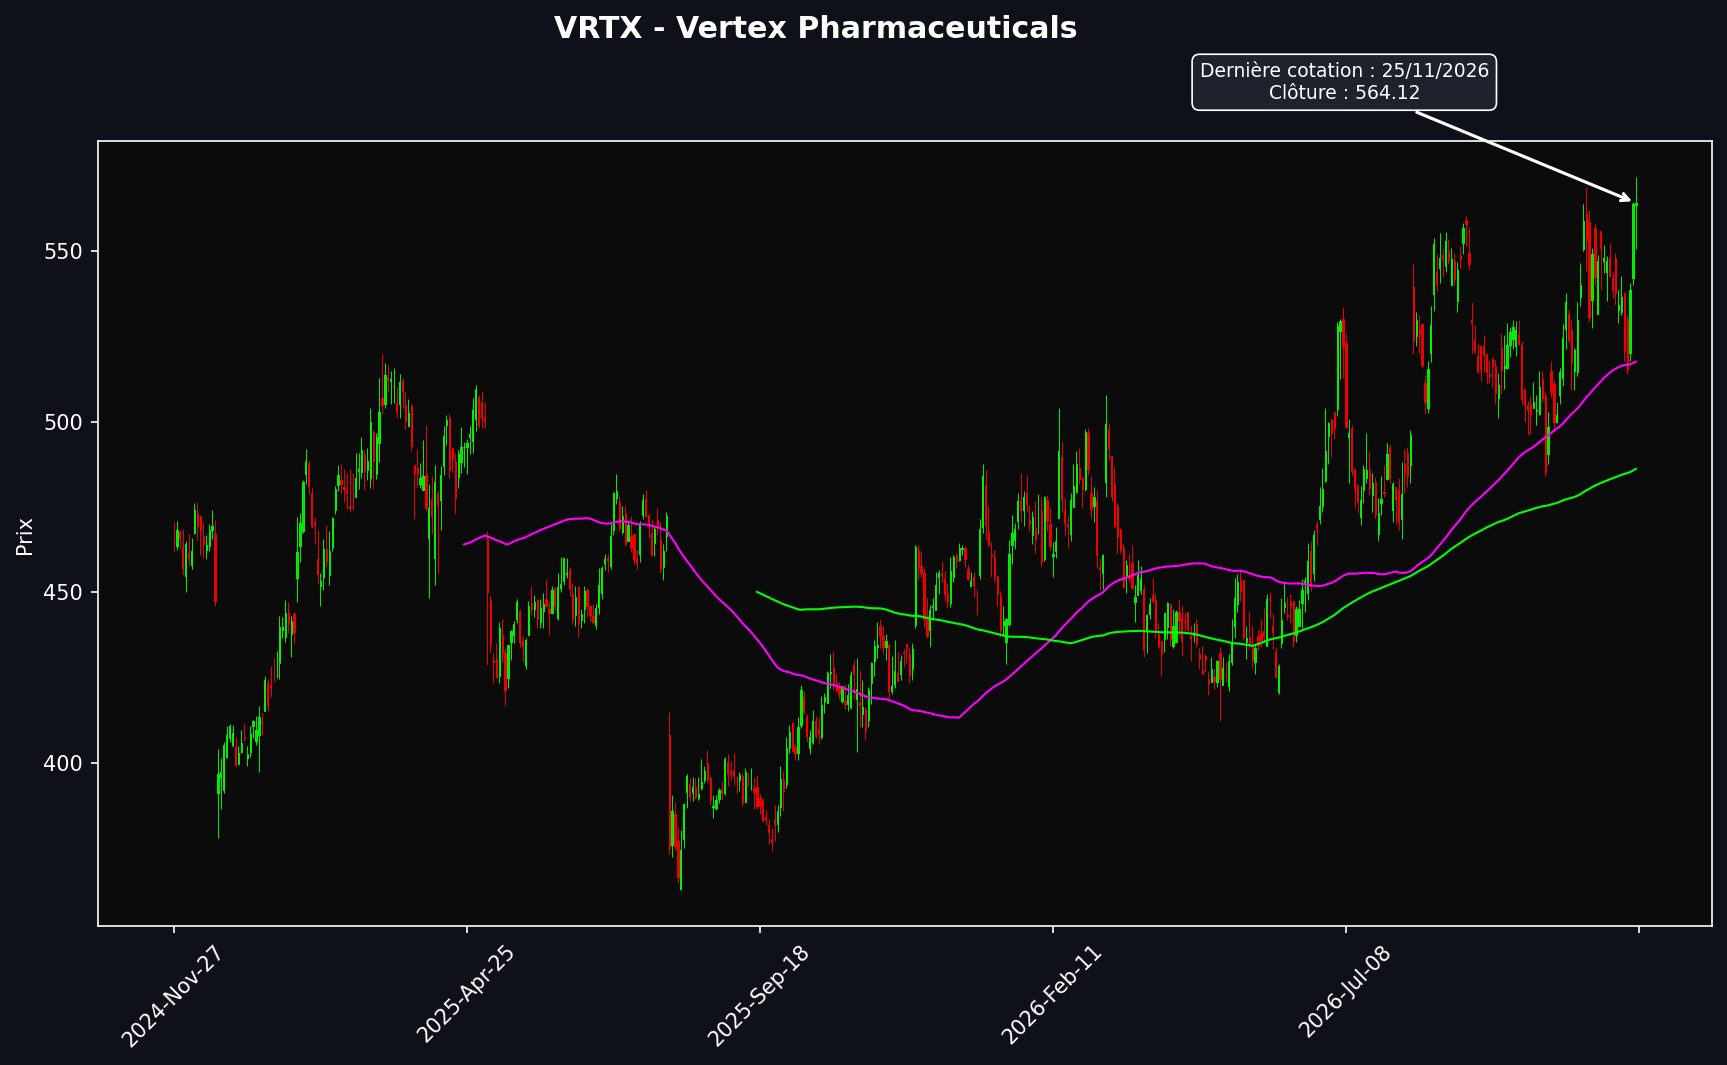 VRTX - Vertex Pharmaceuticals
Dernière cotation : 25/11/2026
Clôture : 564.12
Prix
550
500
450
400
2024-Nov-27
2025-Apr-25
2025-Sep-18
2026-Feb-11
2026-Jul-08